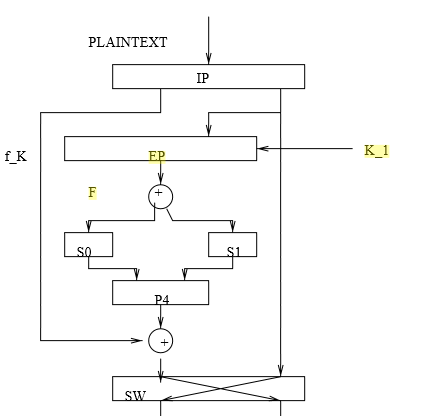 PLAINTEXT
IP
f_K
EP
K_1
F
+
S0
S1
P4
+
SW